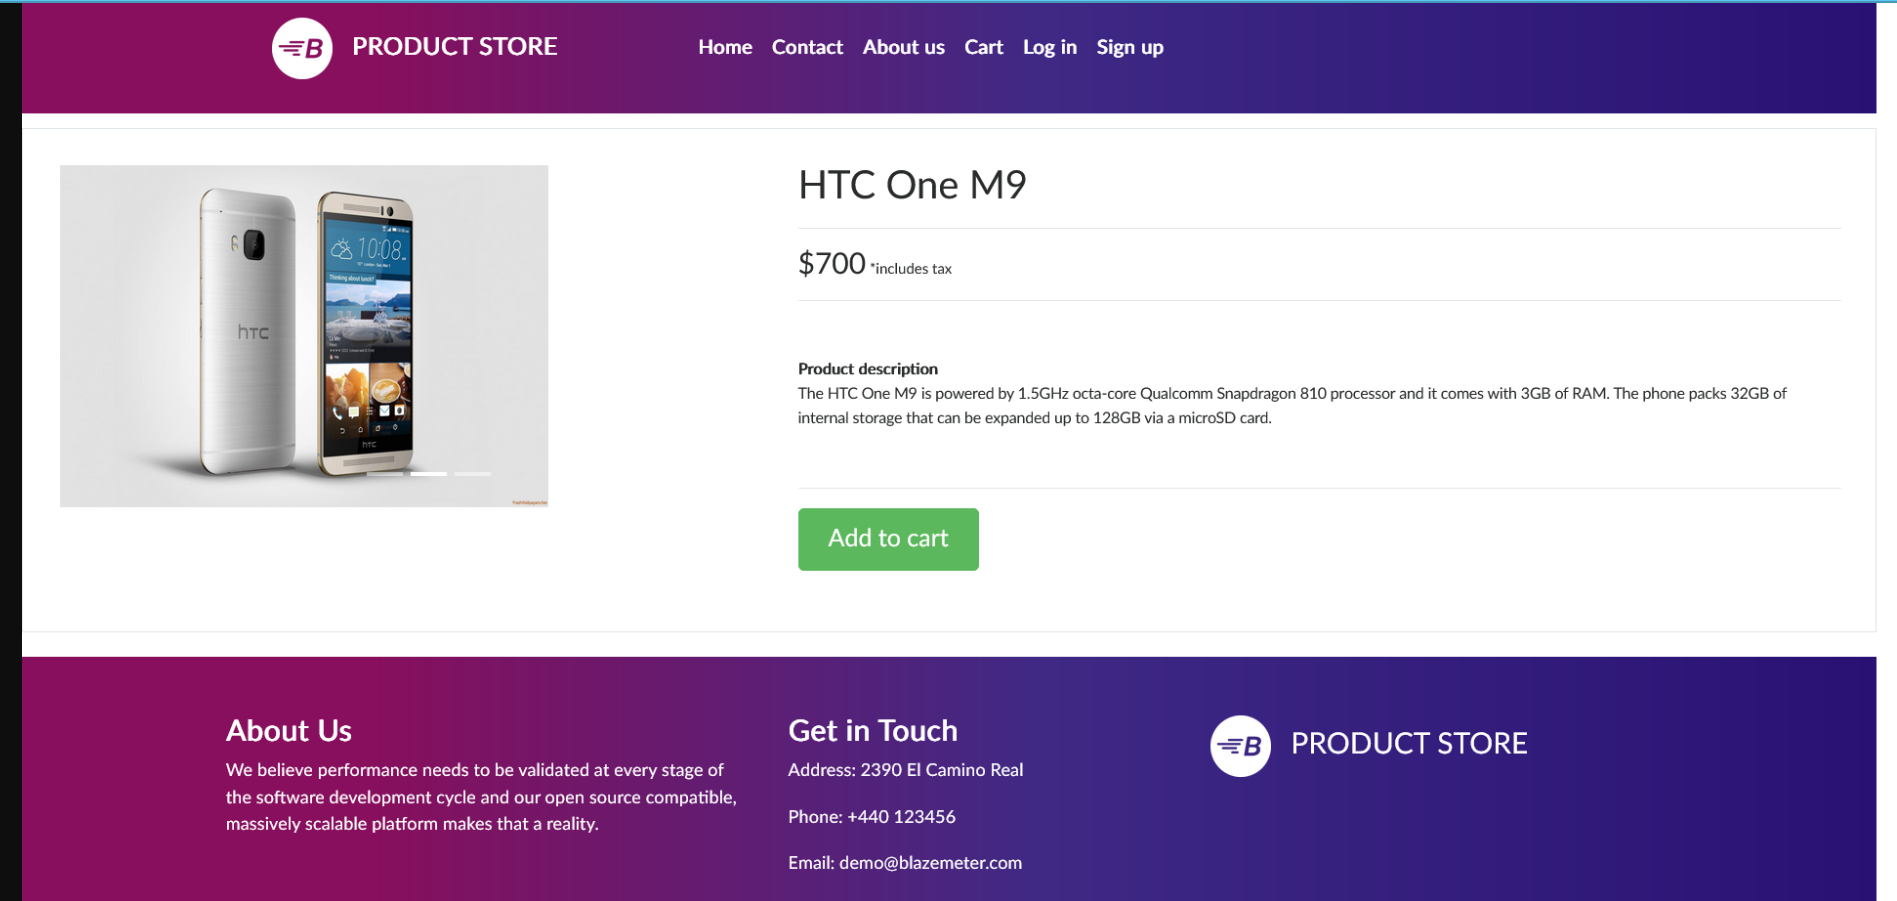 B PRODUCT STORE
Home Contact About us Cart Log in Sign up
HTC One M9
$700 *includes tax
10:08
Thinking about lunch?
hTC
hTC
Product description
The HTC One M9 is powered by 1.5GHz octa-core Qualcomm Snapdragon 810 processor and it comes with 3GB of RAM. The phone packs 32GB of
internal storage that can be expanded up to 128GB via a microSD card.
Add to cart
About Us
We believe performance needs to be validated at every stage of
the software development cycle and our open source compatible,
massively scalable platform makes that a reality.
Get in Touch
Address: 2390 El Camino Real
Phone: +440 123456
Email: demo@blazemeter.com
B PRODUCT STORE